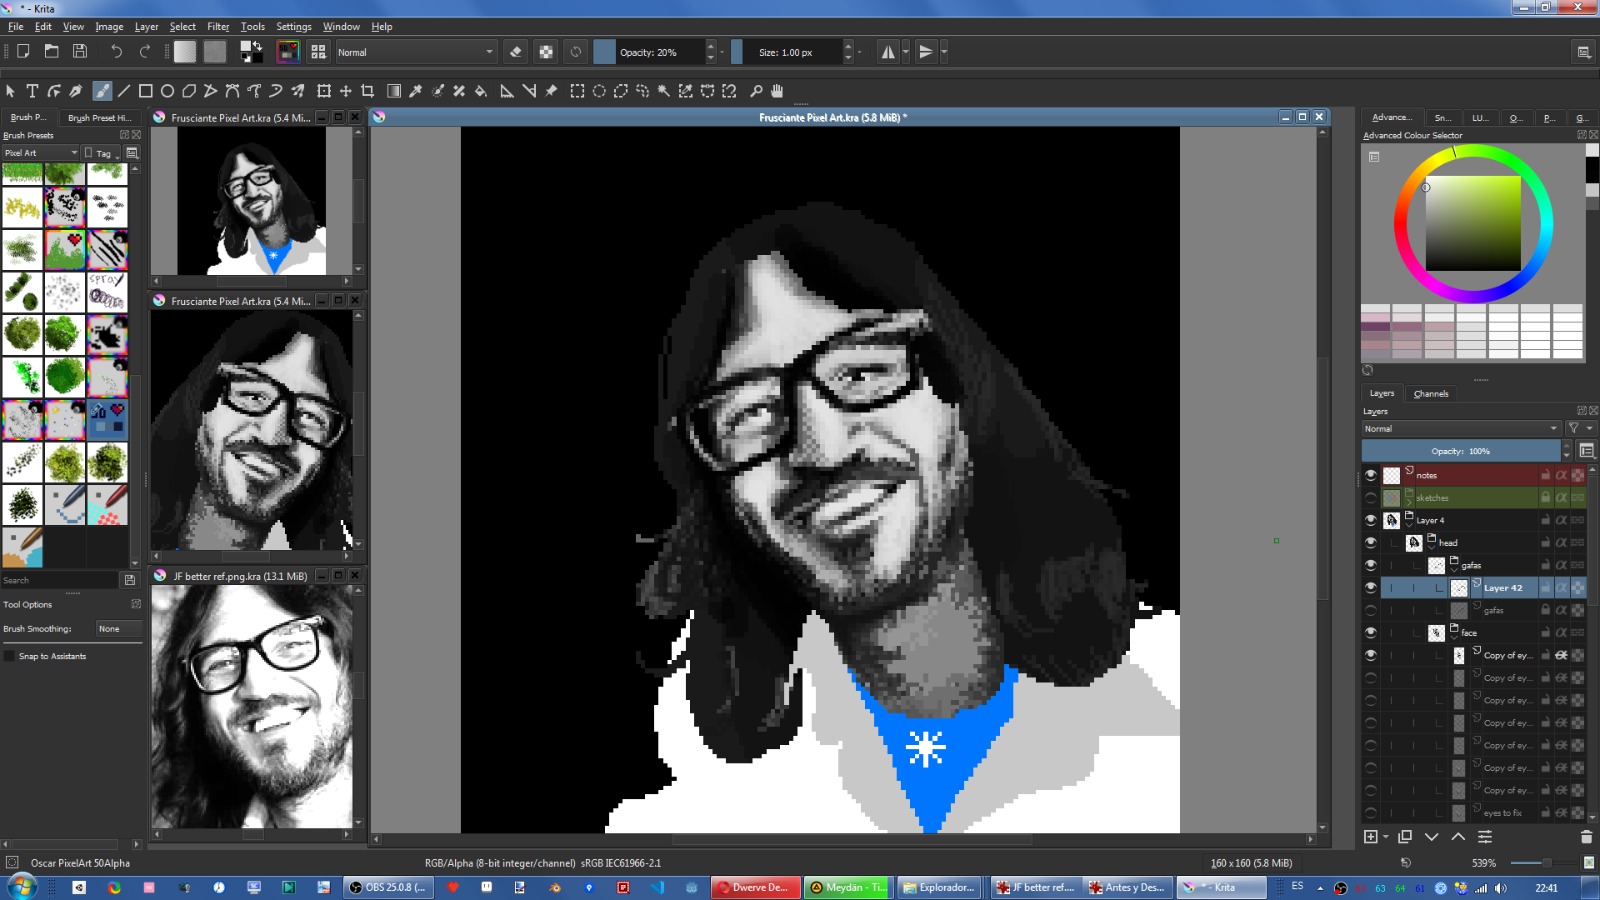 * - Krita
File Edit View Image Layer Select Filter Tools Settings Window Help
Normal Opacity: 20% Size: 1.00 px
Brush P... Brush Preset Hi...
Brush Presets
Pixel Art Tag
spray
Search
Tool Options
Brush Smoothing: None
Snap to Assistants
Frusciante Pixel Art.kra (5.4 Mi...
Frusciante Pixel Art.kra (5.4 Mi...
JF better ref.png.kra (13.1 MiB)
Frusciante Pixel Art.kra (5.8 MiB) *
Advance... Sn... LU... O... P... G...
Advanced Colour Selector
Layers Channels
Layers
Normal
Opacity: 100%
notes
sketches
Layer 4
head
gafas
Layer 42
gafas
face
Copy of ey...
Copy of ey...
Copy of ey...
Copy of ey...
Copy of ey...
Copy of ey...
Copy of ey...
eyes to fix
Oscar PixelArt 50Alpha RGB/Alpha (8-bit integer/channel) sRGB IEC61966-2.1 160 x 160 (5.8 MiB) 539%
OBS 25.0.8 (... Dwerve De... Meydän - Ti... Explorador... JF better ref.... Antes y Des... * - Krita ES 63 64 61 22:41